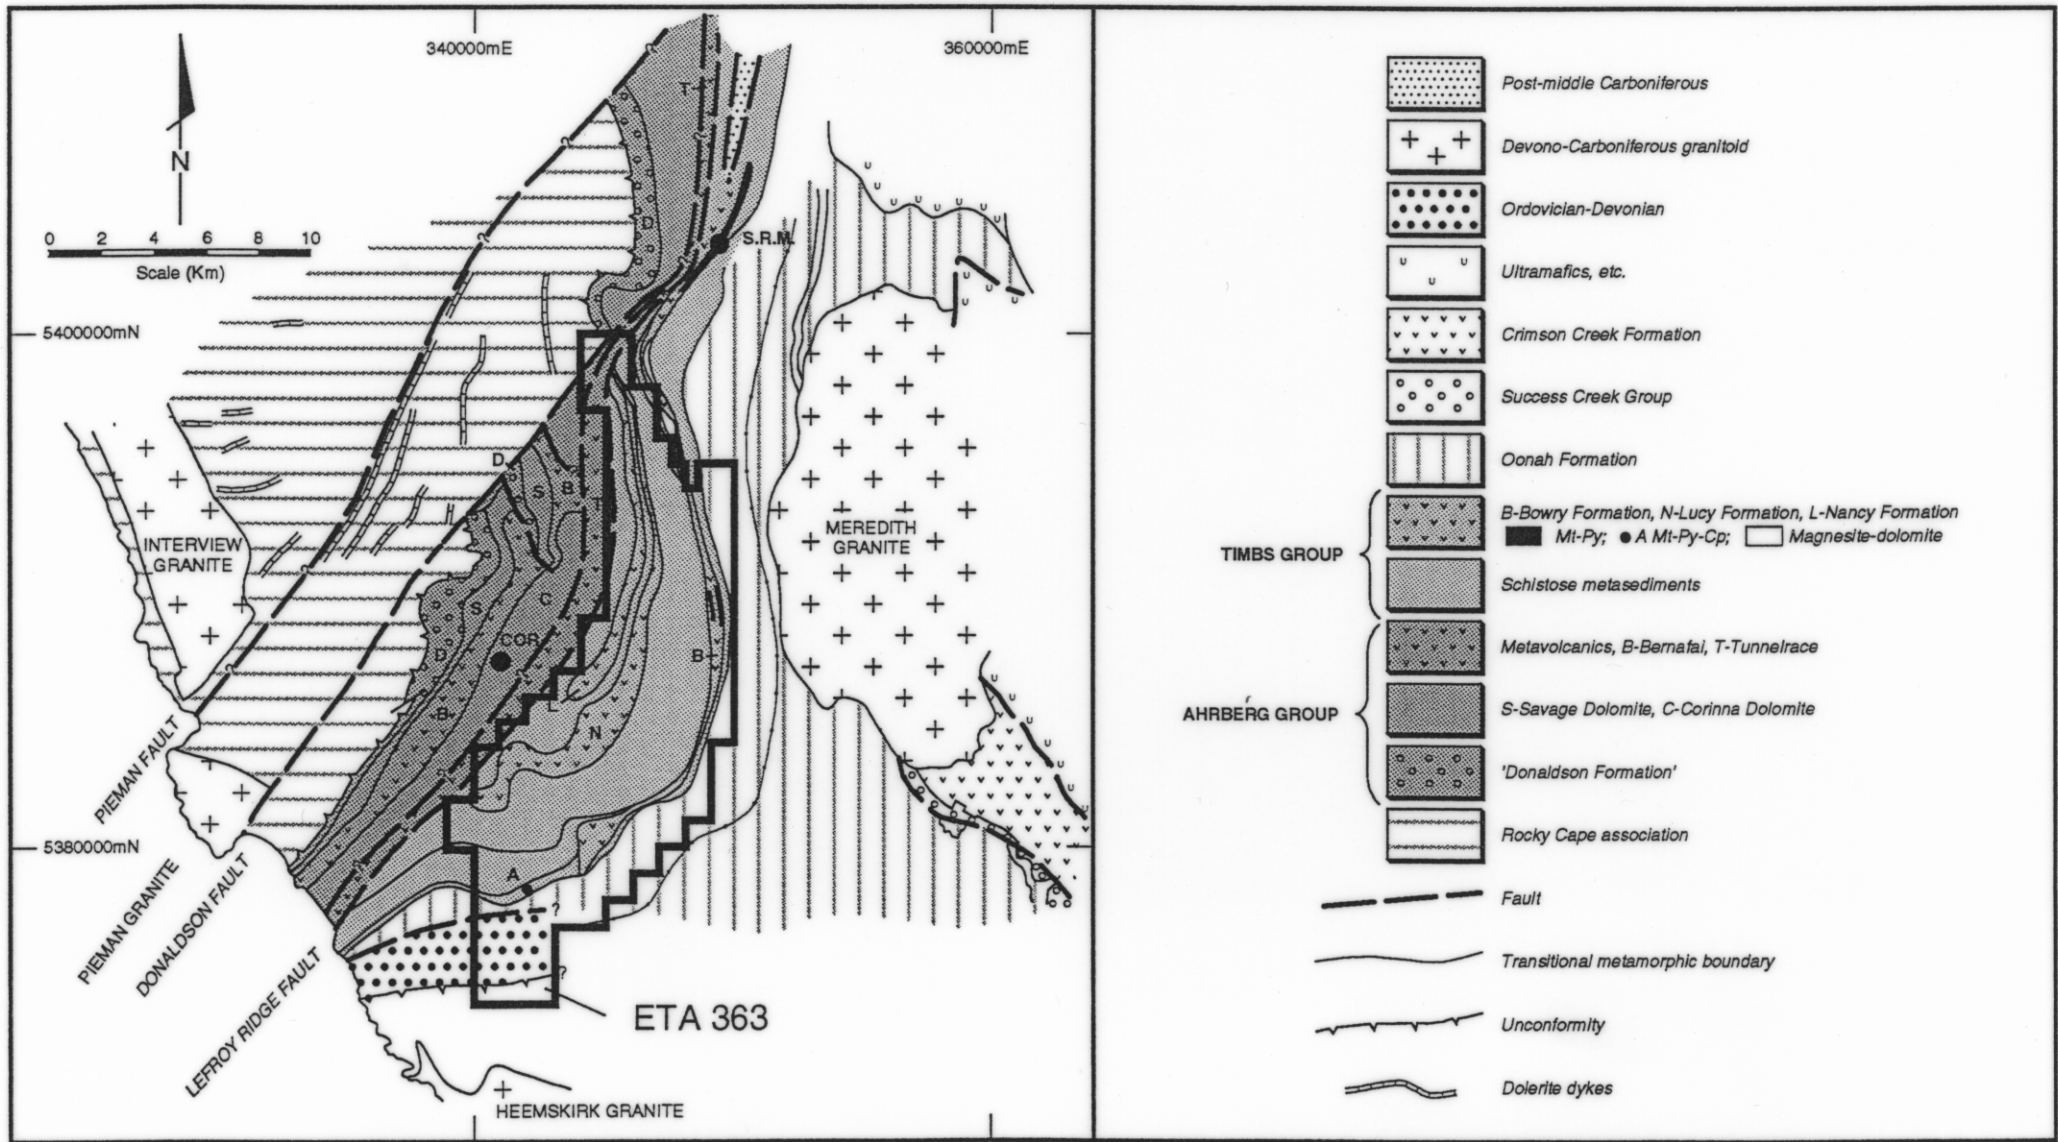 340000mE
360000mE
N
0 2 4 6 8 10
Scale (Km)
5400000mN
5380000mN
T
D
S.R.M.
D
S
B
T
S
C
COR
D
B
B
L
N
A
?
?
INTERVIEW
GRANITE
MEREDITH
GRANITE
PIEMAN FAULT
PIEMAN GRANITE
DONALDSON FAULT
LEFROY RIDGE FAULT
ETA 363
HEEMSKIRK GRANITE
Post-middle Carboniferous
Devono-Carboniferous granitoid
Ordovician-Devonian
Ultramafics, etc.
Crimson Creek Formation
Success Creek Group
Oonah Formation
TIMBS GROUP
B-Bowry Formation, N-Lucy Formation, L-Nancy Formation
Mt-Py; A Mt-Py-Cp; Magnesite-dolomite
Schistose metasediments
AHRBERG GROUP
Metavolcanics, B-Bernafai, T-Tunnelrace
S-Savage Dolomite, C-Corinna Dolomite
'Donaldson Formation'
Rocky Cape association
Fault
Transitional metamorphic boundary
Unconformity
Dolerite dykes